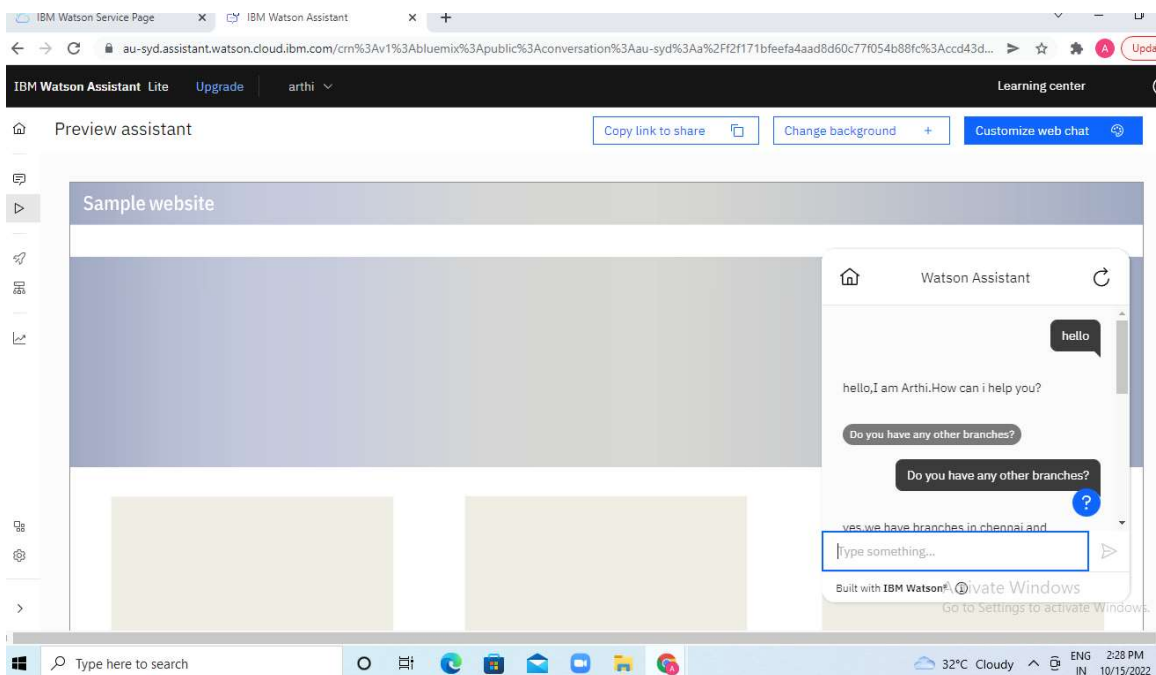 IBM Watson Service Page
IBM Watson Assistant
au-syd.assistant.watson.cloud.ibm.com/crn%3Av1%3Abluemix%3Apublic%3Aconversation%3Aau-syd%3Aa%2Ff2f171bfeefa4aad8d60c77f054b88fc%3Accd43d...
A
IBM Watson Assistant Lite Upgrade arthi Learning center
Preview assistant Copy link to share Change background + Customize web chat
Sample website
Watson Assistant
hello
hello,I am Arthi.How can i help you?
Do you have any other branches?
Do you have any other branches?
?
yes,we have branches in chennai and
Type something...
Built with IBM Watson®
Activate Windows
Go to Settings to activate Windows.
Type here to search
32°C Cloudy ENG 2:28 PM
IN 10/15/2022